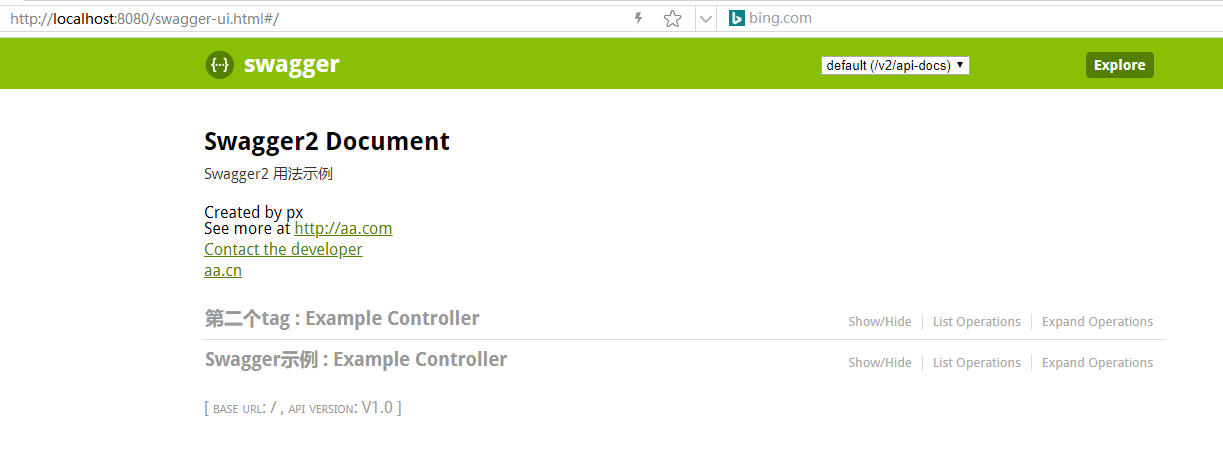 http://localhost:8080/swagger-ui.html#/ bing.com
{···} swagger default (/v2/api-docs) Explore
Swagger2 Document
Swagger2 用法示例
Created by px
See more at http://aa.com
Contact the developer
aa.cn
第二个tag : Example Controller Show/Hide List Operations Expand Operations
Swagger示例 : Example Controller Show/Hide List Operations Expand Operations
[ BASE URL: / , API VERSION: V1.0 ]